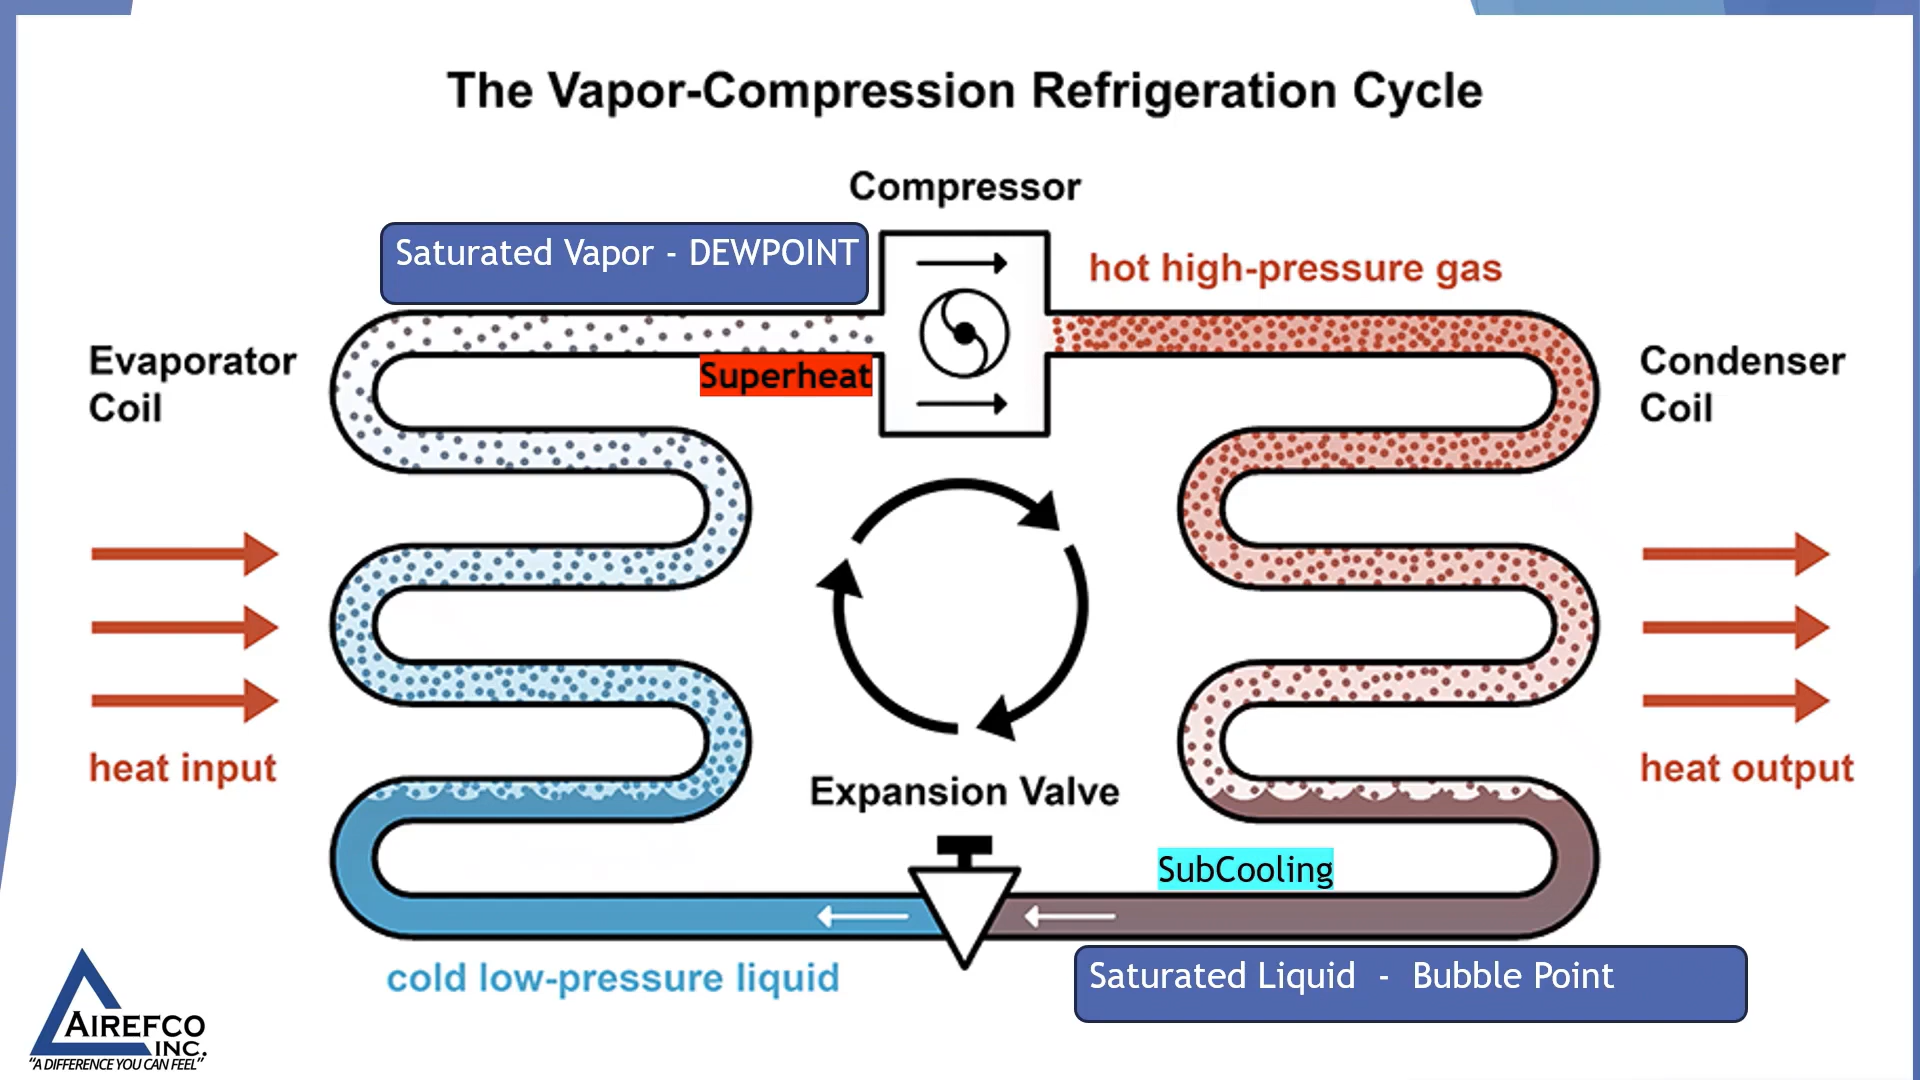 The Vapor-Compression Refrigeration Cycle
Compressor
Saturated Vapor - DEWPOINT
hot high-pressure gas
Superheat
Evaporator
Coil
Condenser
Coil
heat input
heat output
Expansion Valve
SubCooling
cold low-pressure liquid
Saturated Liquid - Bubble Point
AIREFCO
INC.
"A DIFFERENCE YOU CAN FEEL"